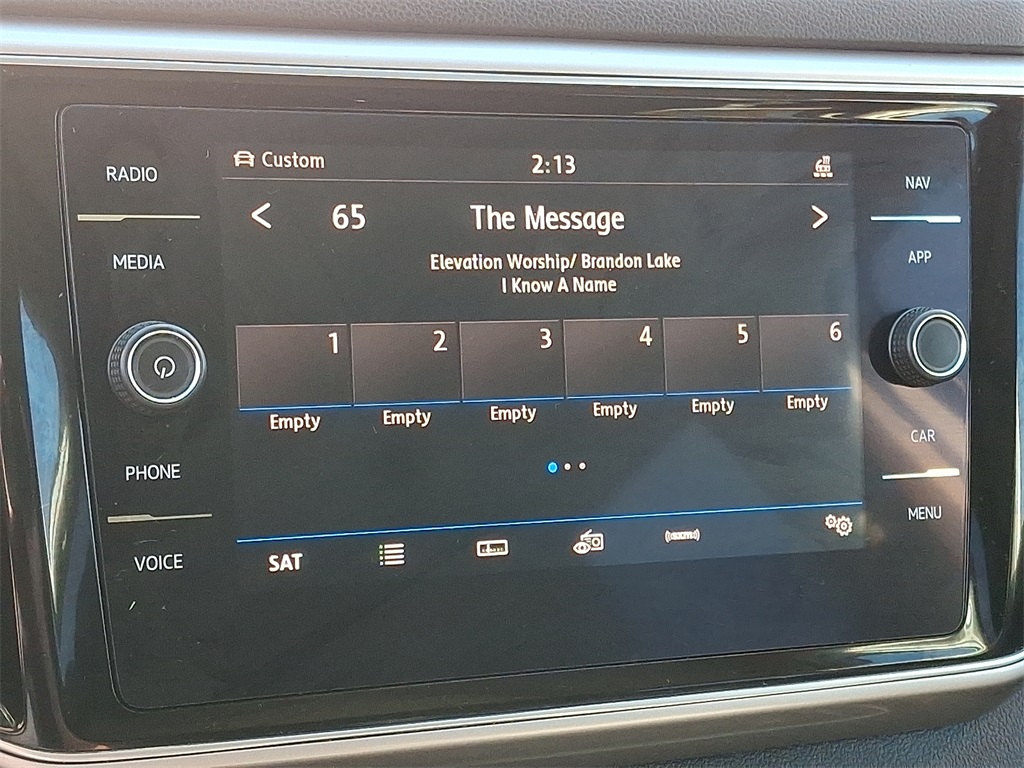 RADIO
MEDIA
PHONE
VOICE
Custom 2:13
65 The Message
Elevation Worship/ Brandon Lake
I Know A Name
1 2 3 4 5 6
Empty Empty Empty Empty Empty Empty
SAT
NAV
APP
CAR
MENU